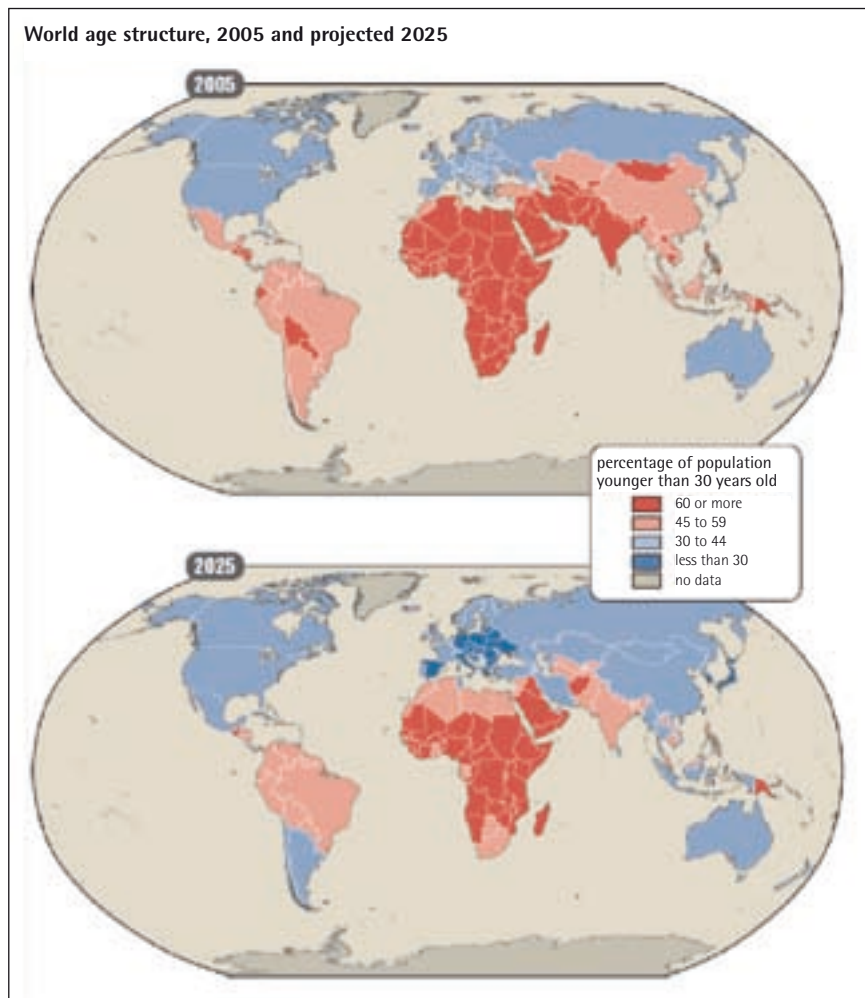 World age structure, 2005 and projected 2025
2005
percentage of population
younger than 30 years old
60 or more
45 to 59
30 to 44
less than 30
no data
2025